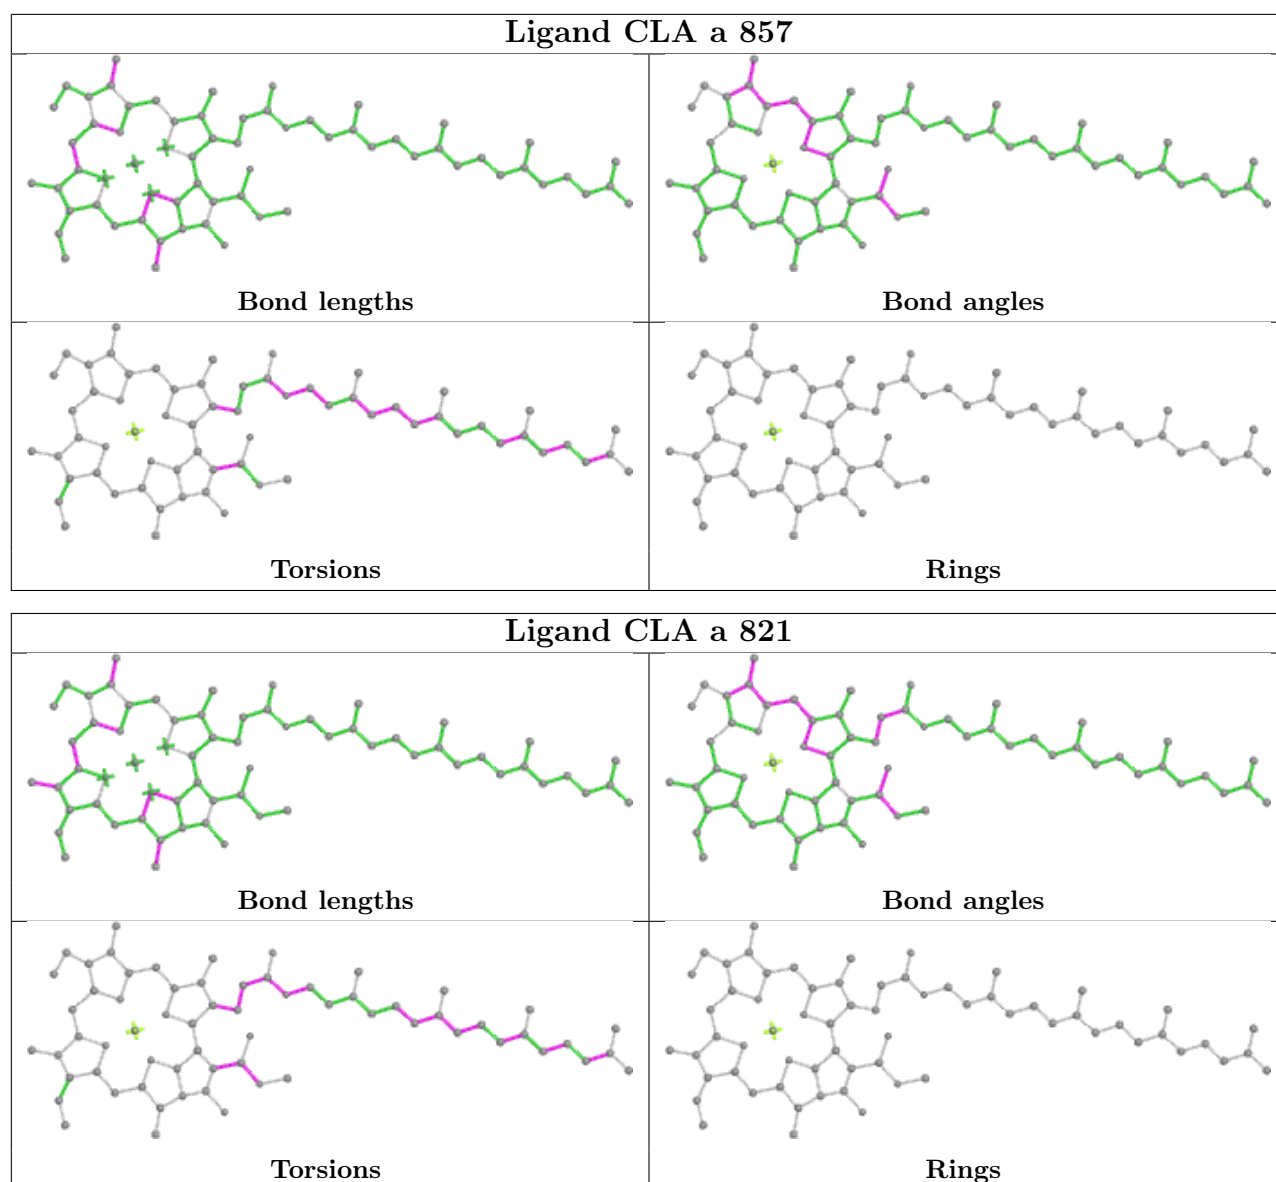 Ligand CLA a 857
Bond lengths
Bond angles
Torsions
Rings
Ligand CLA a 821
Bond lengths
Bond angles
Torsions
Rings